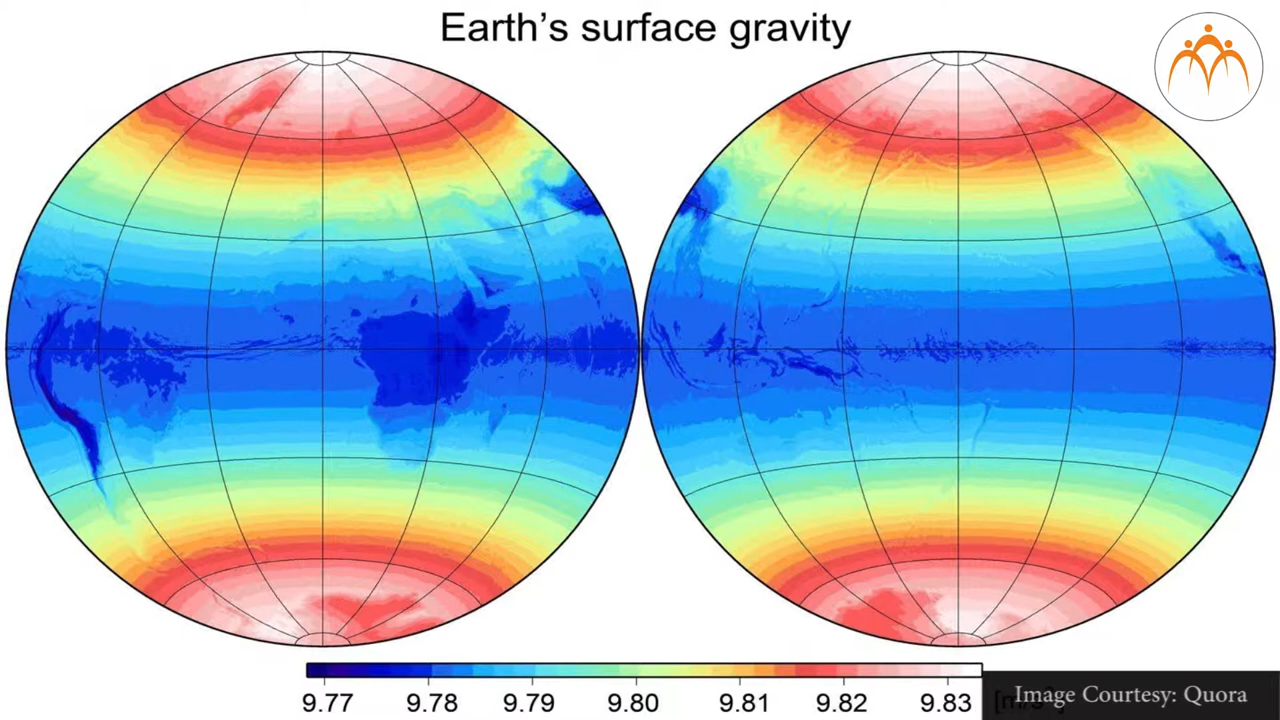 Earth’s surface gravity
9.77 9.78 9.79 9.80 9.81 9.82 9.83
Image Courtesy: Quora